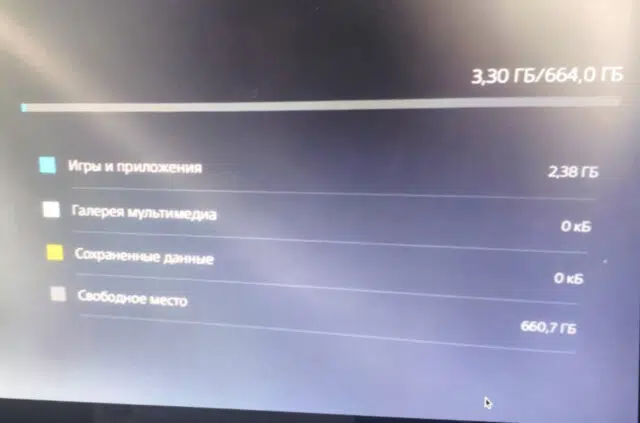 3,30 ГБ/664,0 ГБ
Игры и приложения 2,38 ГБ
Галерея мультимедиа 0 кБ
Сохраненные данные 0 кБ
Свободное место 660,7 ГБ